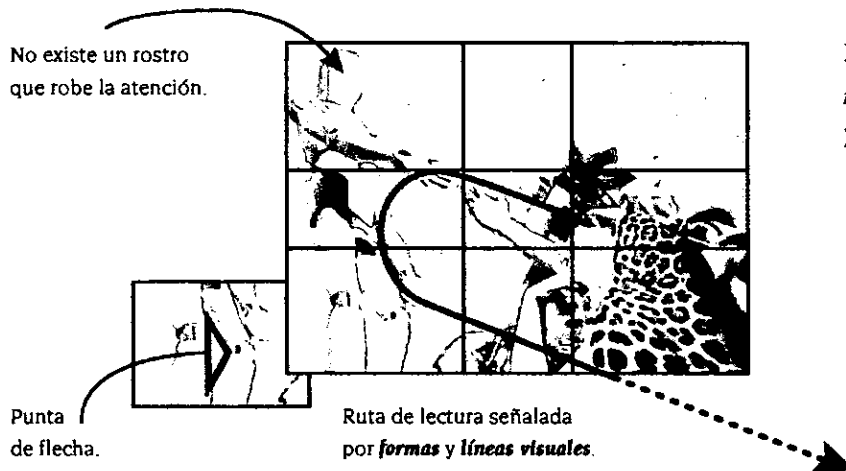 No existe un rostro
que robe la atención.
Punta
de flecha.
Ruta de lectura señalada
por formas y líneas visuales.